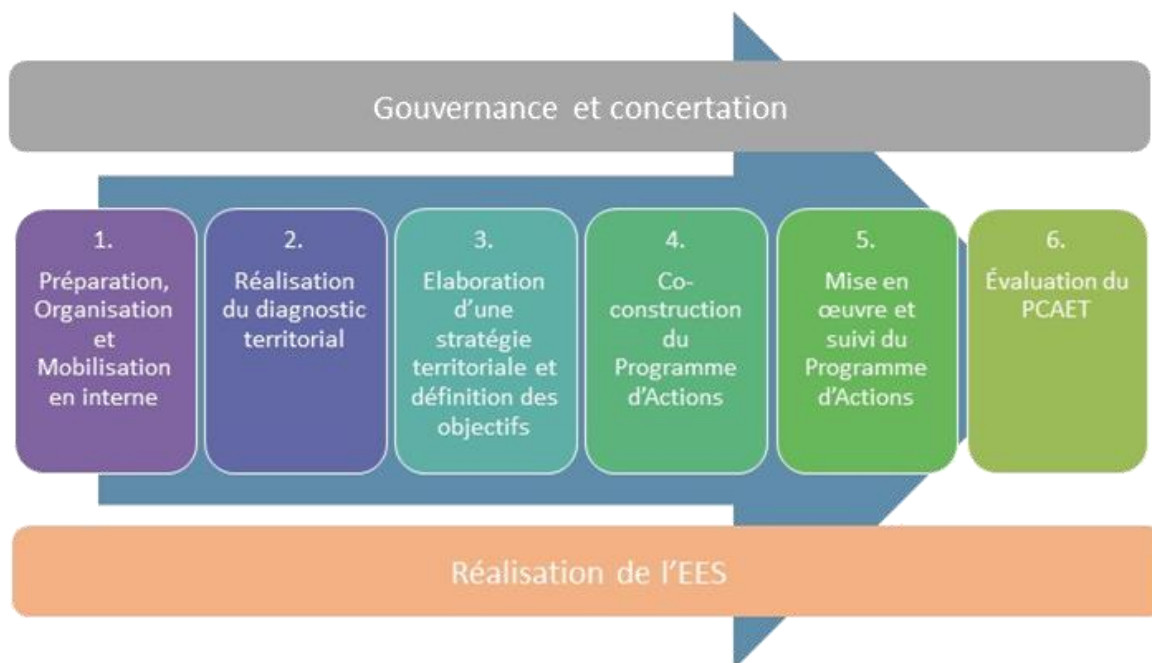 Gouvernance et concertation
1.
Préparation,
Organisation
et
Mobilisation
en interne
2.
Réalisation
du diagnostic
territorial
3.
Elaboration
d'une
stratégie
territoriale et
définition des
objectifs
4.
Co-
construction
du
Programme
d'Actions
5.
Mise en
œuvre et
suivi du
Programme
d'Actions
6.
Évaluation du
PCAET
Réalisation de l'EES